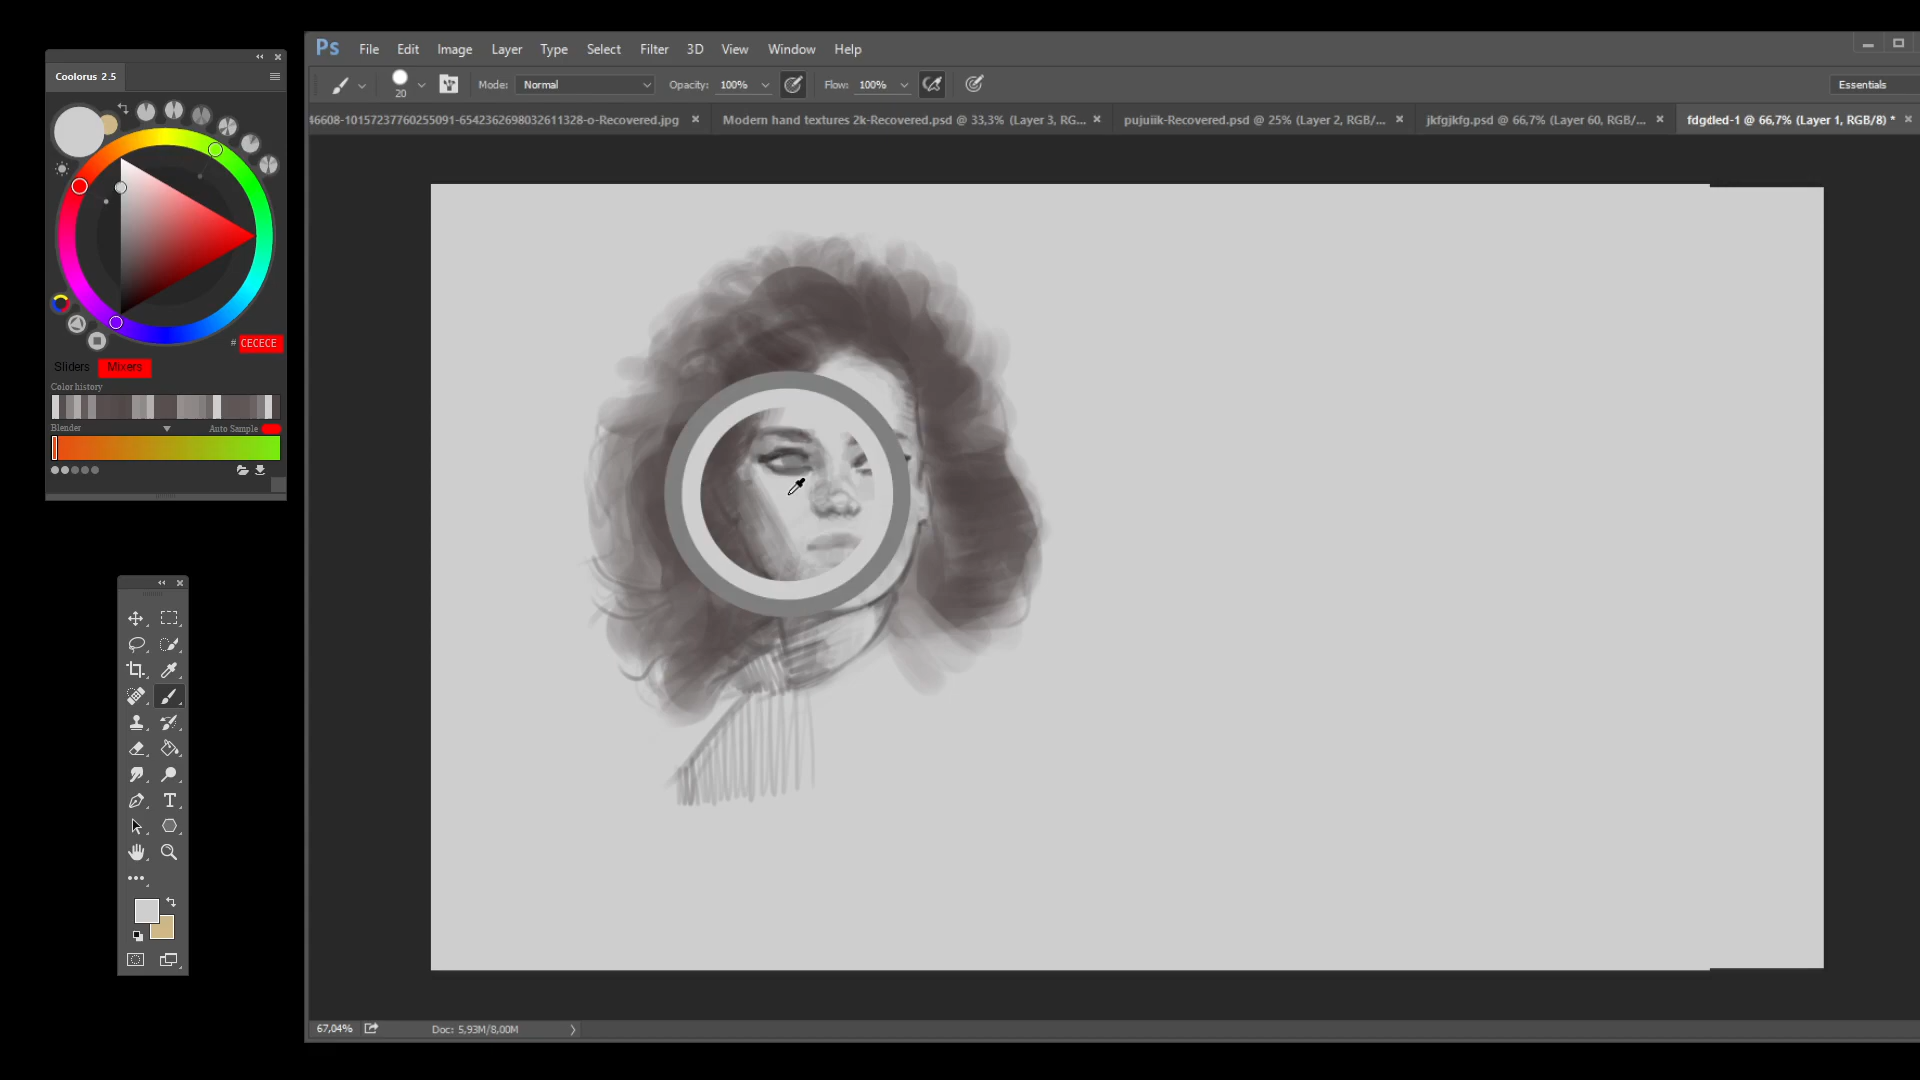 Coolorus 2.5
# CECECE
Sliders Mixers
Color history
Blender Auto Sample
Ps File Edit Image Layer Type Select Filter 3D View Window Help
20 Mode: Normal Opacity: 100% Flow: 100% Essentials
46608-10157237760255091-6542362698032611328-o-Recovered.jpg
Modern hand textures 2k-Recovered.psd @ 33,3% (Layer 3, RG...
pujuiiik-Recovered.psd @ 25% (Layer 2, RGB/...
jkfgjkfg.psd @ 66,7% (Layer 60, RGB/...
fdgdled-1 @ 66,7% (Layer 1, RGB/8) *
67,04% Doc: 5,93M/8,00M